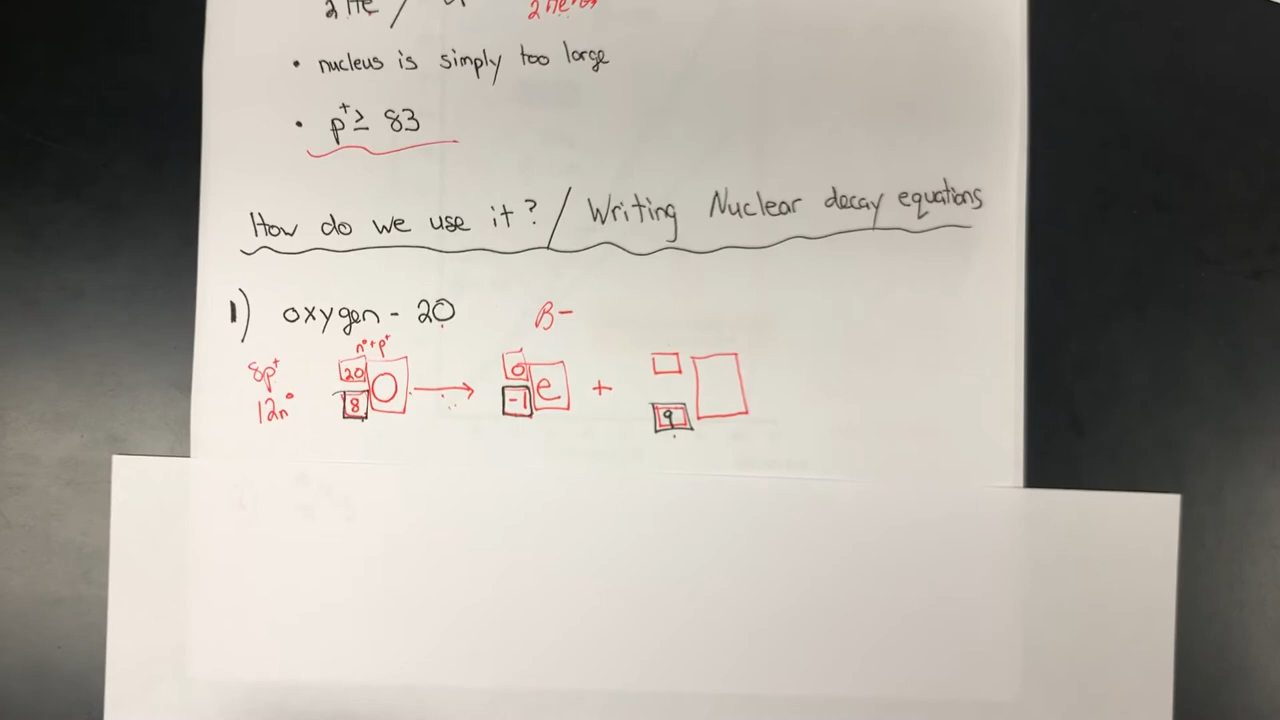 • nucleus is simply too large
• p⁺ ≥ 83
How do we use it? / Writing Nuclear decay equations
1) oxygen - 20 B-
n° + p⁺
8p⁺ 20 O → 0 e +
12n° 8 -1 9